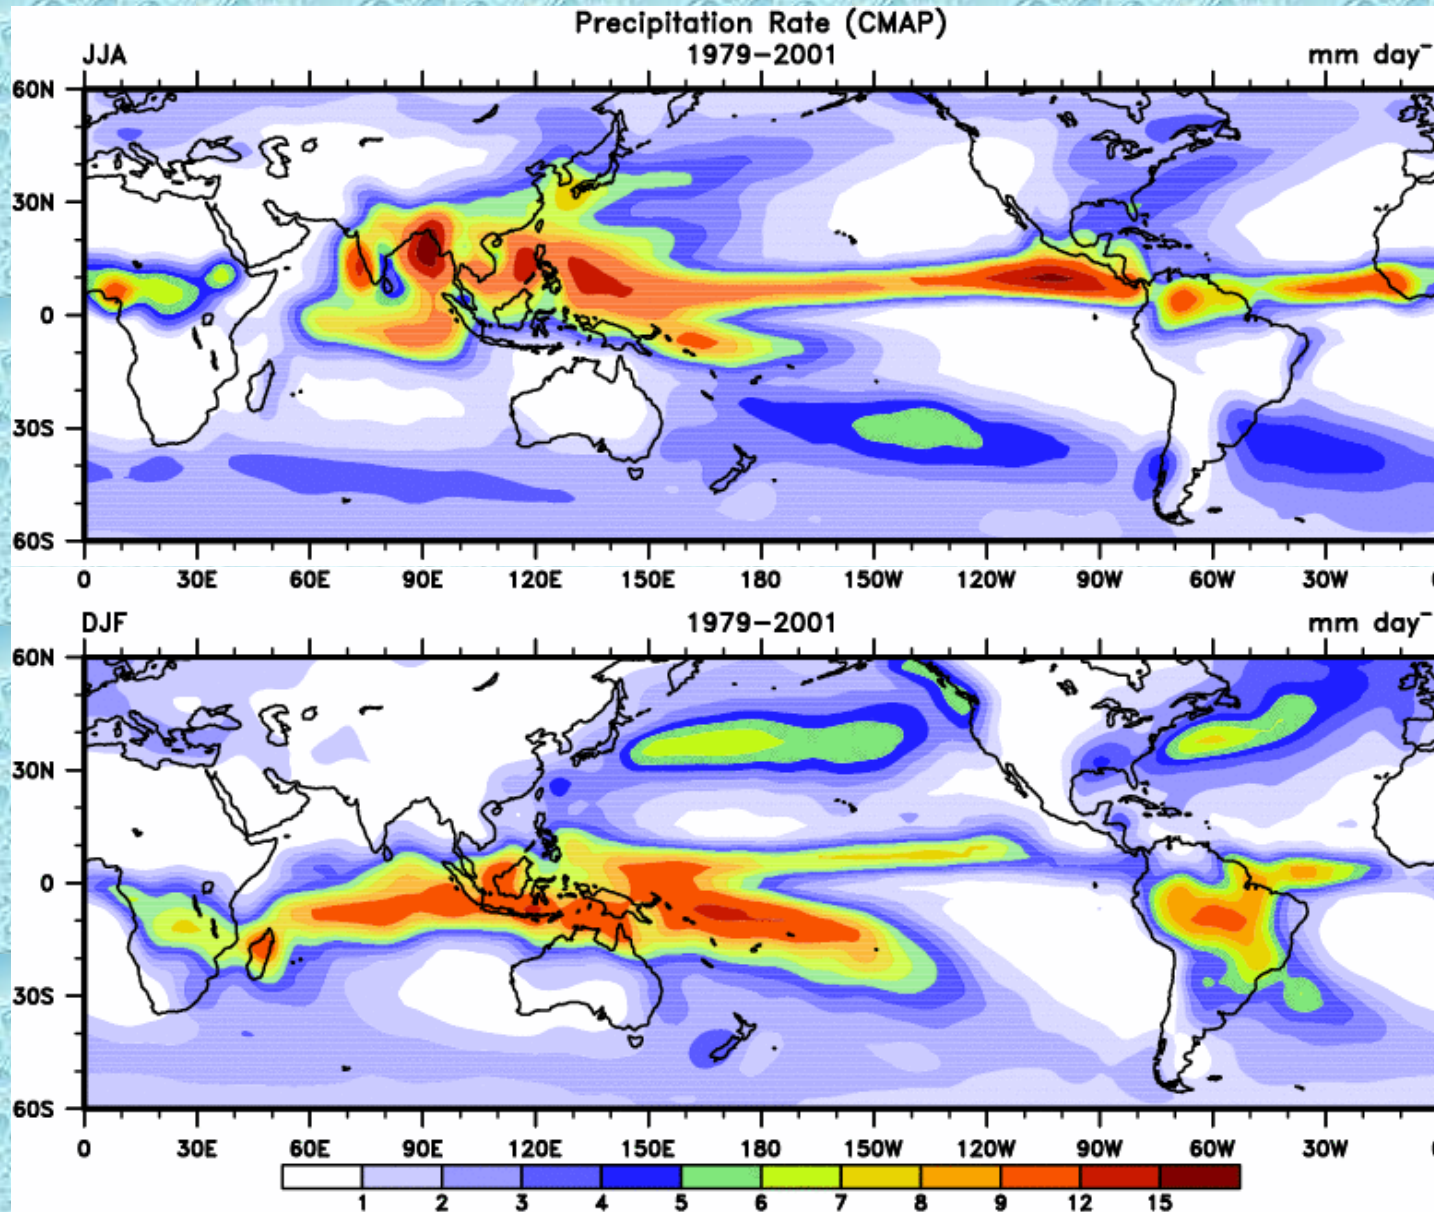 Precipitation Rate (CMAP)
JJA 1979-2001 mm day⁻
60N
30N
0
30S
60S
0 30E 60E 90E 120E 150E 180 150W 120W 90W 60W 30W
DJF 1979-2001 mm day⁻
60N
30N
0
30S
60S
0 30E 60E 90E 120E 150E 180 150W 120W 90W 60W 30W
1 2 3 4 5 6 7 8 9 12 15